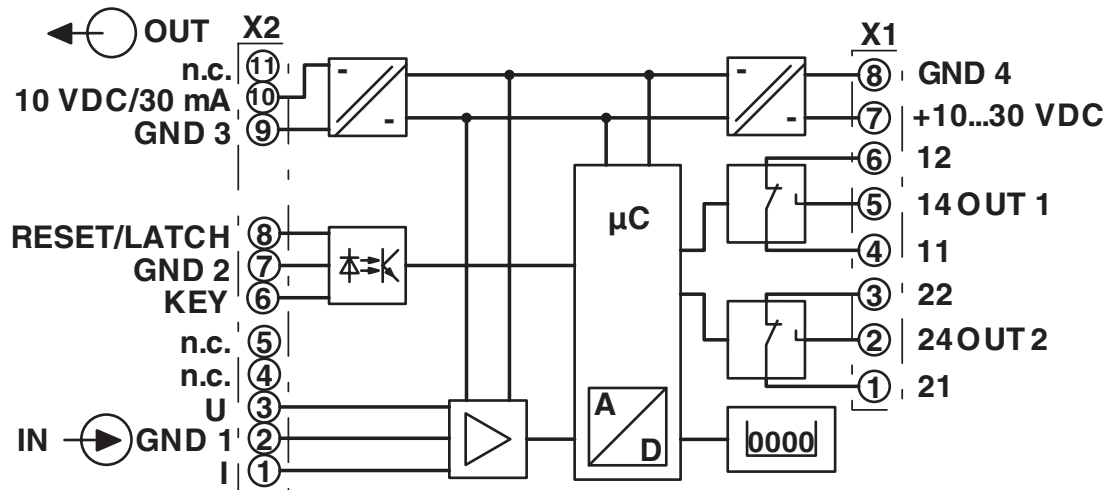 OUT X2 X1
n.c. 11 - - 8 GND 4
10 VDC/30 mA 10
GND 3 9 - - 7 +10...30 VDC
6 12
µC 5 14 OUT 1
RESET/LATCH 8
GND 2 7 4 11
KEY 6 3 22
n.c. 5 2 24 OUT 2
n.c. 4
U 3 A 1 21
IN GND 1 2 D 0000
I 1